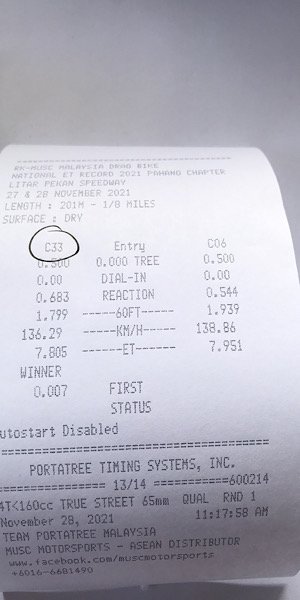 RK-MUSC MALAYSIA DRAG BIKE
NATIONAL ET RECORD 2021 PAHANG CHAPTER
LITAR PEKAN SPEEDWAY
27 & 28 NOVEMBER 2021
LENGTH : 201M - 1/8 MILES
SURFACE : DRY
C33 Entry C06
0.500 0.000 TREE 0.500
0.00 DIAL-IN 0.00
0.683 REACTION 0.544
1.799 ------60FT----- 1.939
136.29 ------KM/H----- 138.86
7.805 ------ET------ 7.951
WINNER
0.007 FIRST
STATUS
utostart Disabled
========================================
PORTATREE TIMING SYSTEMS, INC.
=============== 13/14 ===========600214
4T<160cc TRUE STREET 65mm QUAL RND 1
November 28, 2021 11:17:58 AM
TEAM PORTATREE MALAYSIA
MUSC MOTORSPORTS - ASEAN DISTRIBUTOR
www.facebook.com/muscmotorsports
+6016-6681490